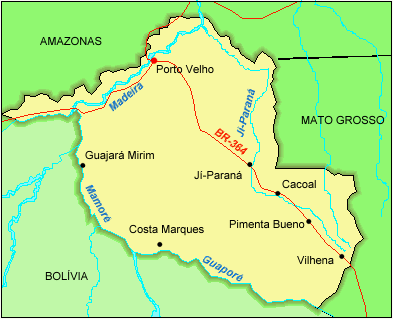 AMAZONAS
Porto Velho
Madeira
Ji-Paraná
MATO GROSSO
BR-364
Guajará Mirim
Jí-Paraná
Cacoal
Mamoré
Pimenta Bueno
Costa Marques
Vilhena
Guaporé
BOLÍVIA